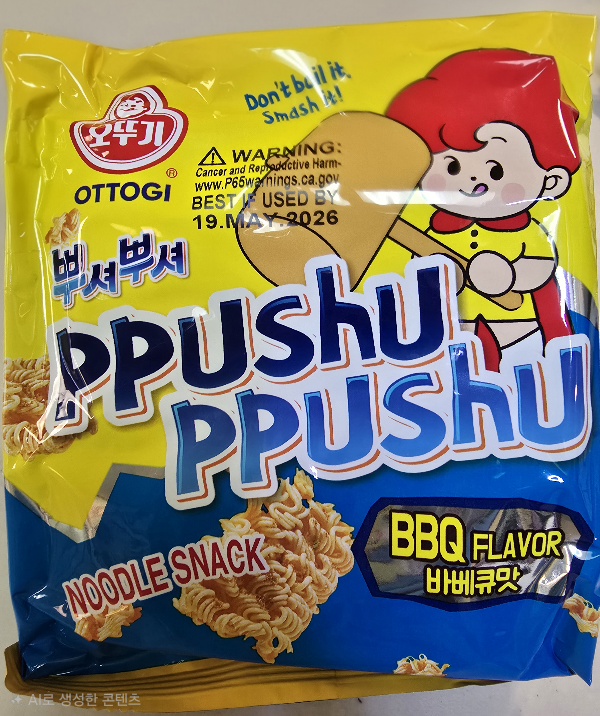 Don't boil it.
Smash it!
오뚜기
®
OTTOGI
WARNING:
Cancer and Reproductive Harm-
www.P65warnings.ca.gov
BEST IF USED BY
19.MAY.2026
뿌셔뿌셔
PPUSHU
PPUSHU
BBQ FLAVOR
바베큐맛
NOODLE SNACK
AI로 생성한 콘텐츠